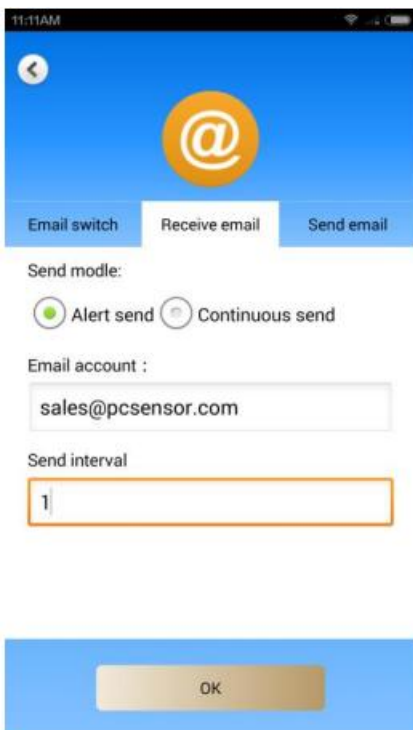 11:11AM
@
Email switch Receive email Send email
Send modle:
Alert send Continuous send
Email account :
sales@pcsensor.com
Send interval
1
OK